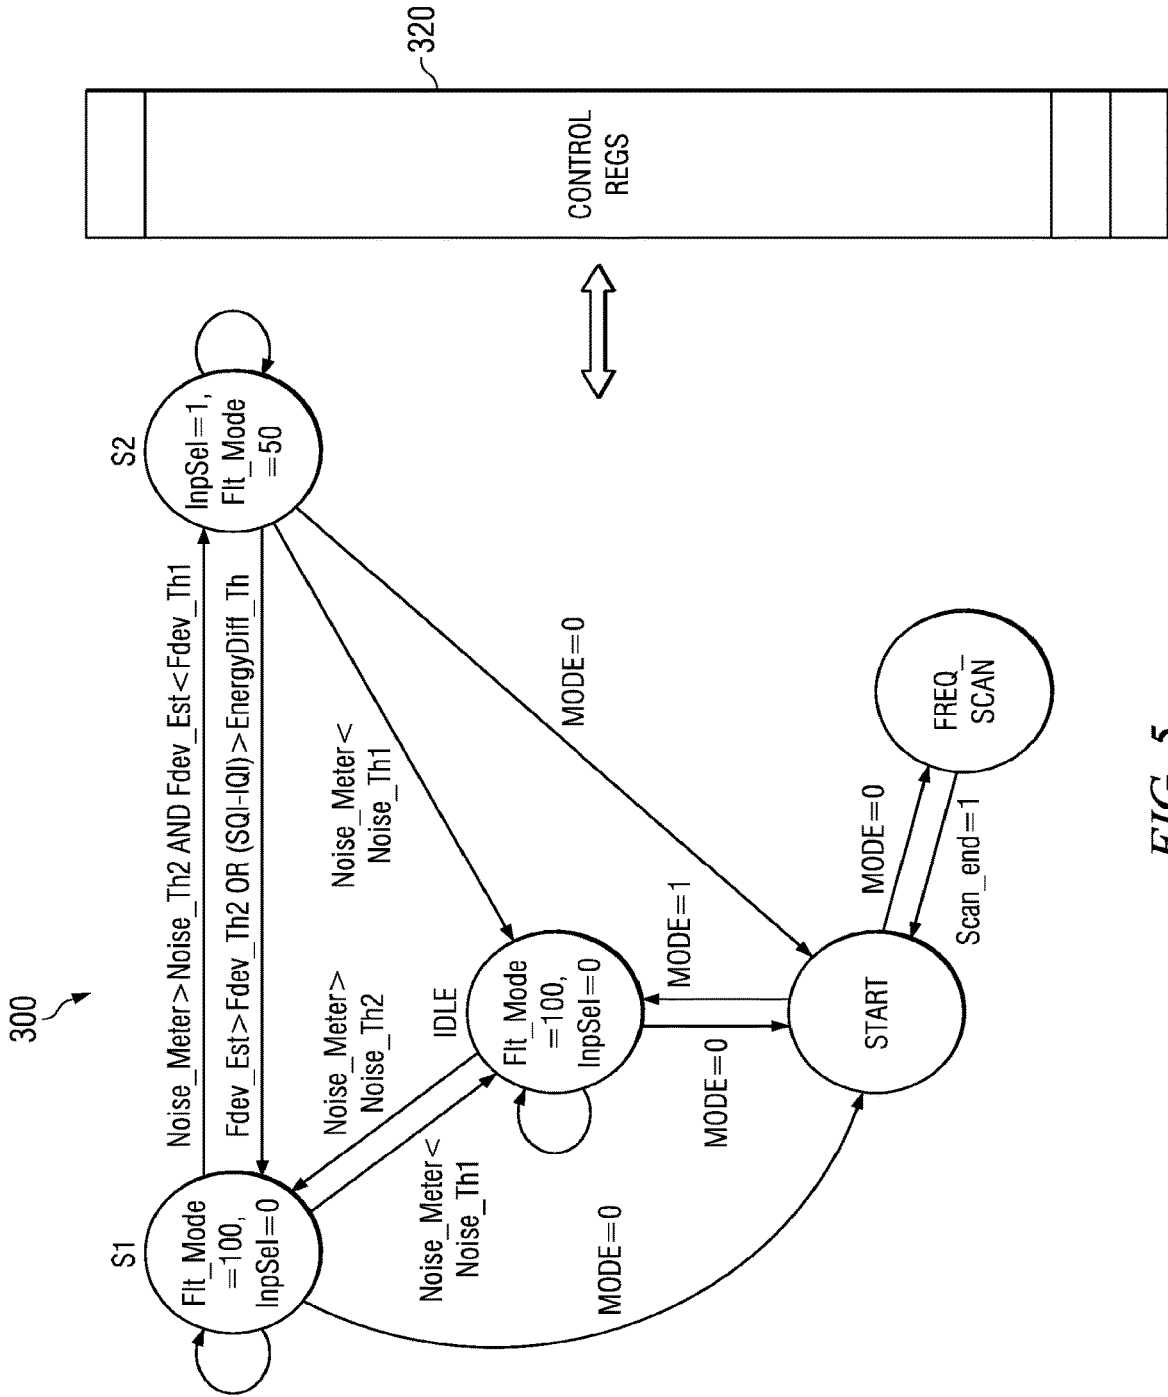 300
S1
Flt_Mode
=100,
InpSel=0
Noise_Meter>Noise_Th2 AND Fdev_Est<Fdev_Th1
Fdev_Est>Fdev_Th2 OR (SQI-IQI)>EnergyDiff_Th
S2
InpSel=1,
Flt_Mode
=50
Noise_Meter>
Noise_Th2
Noise_Meter<
Noise_Th1
Noise_Meter<
Noise_Th1
IDLE
Flt_Mode
=100,
InpSel=0
MODE=0
MODE=0
MODE=1
MODE=0
START
MODE=0
Scan_end=1
FREQ_
SCAN
CONTROL
REGS
320
FIG. 5